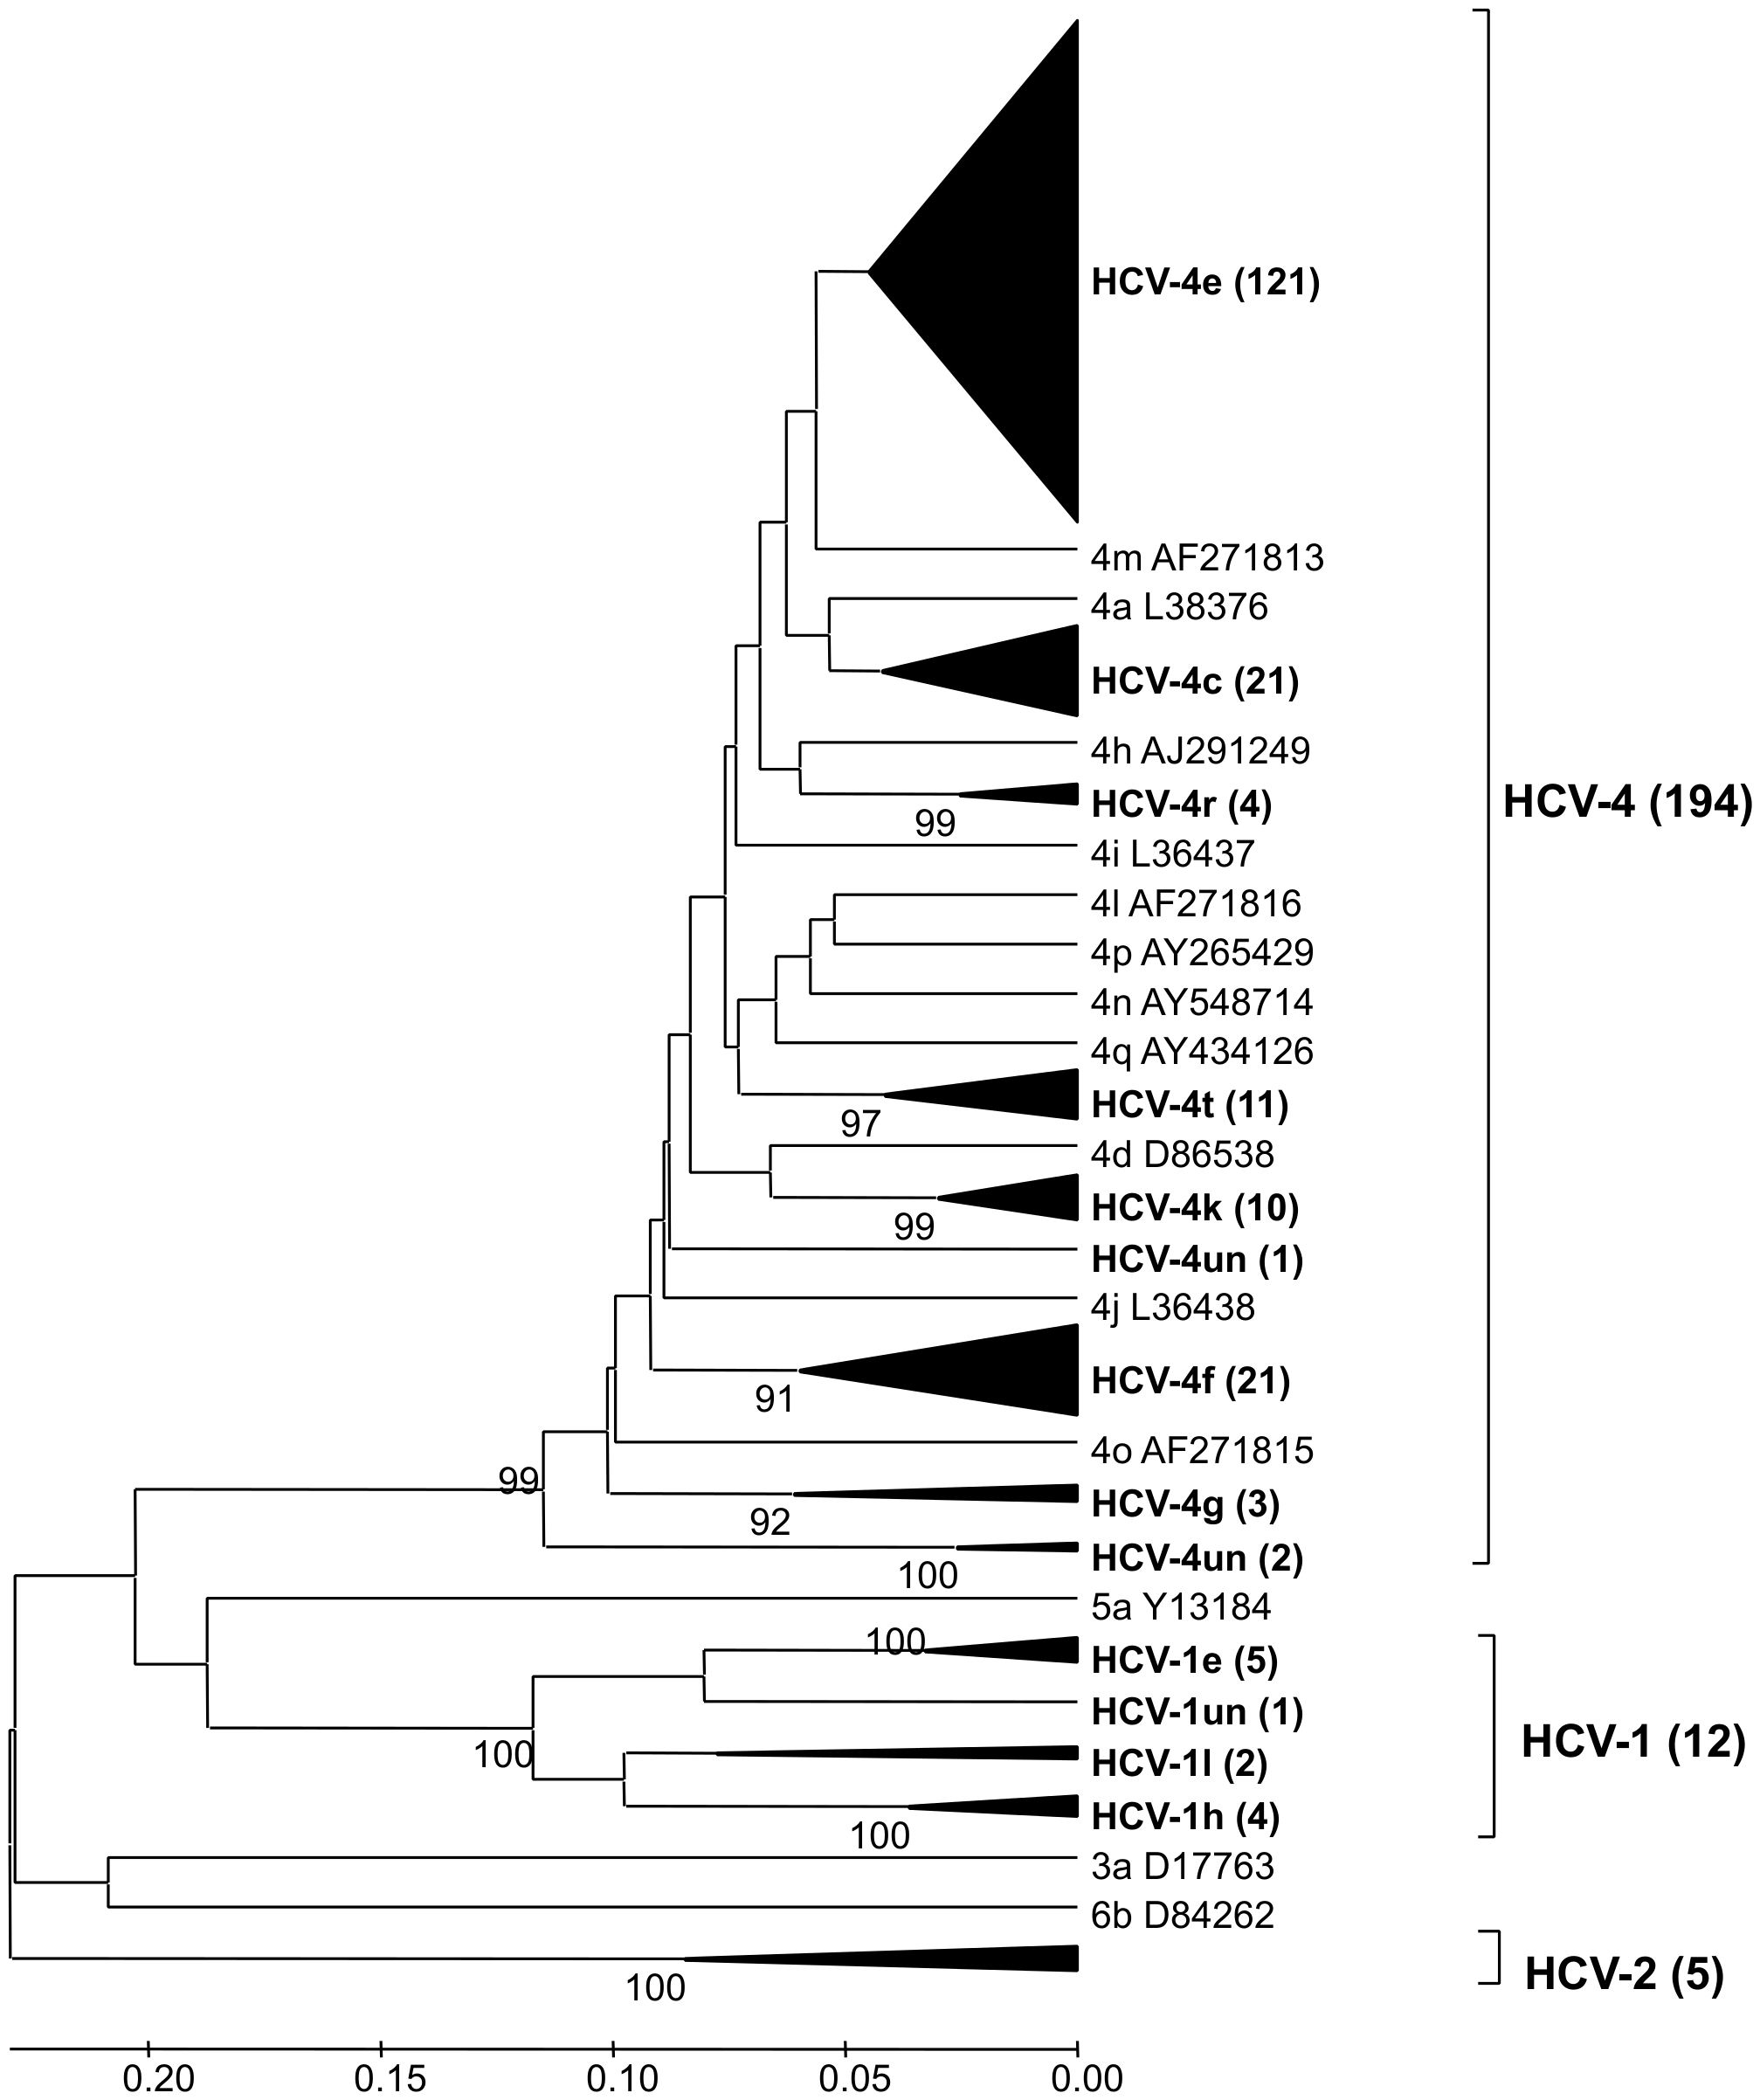 HCV-4e (121)
4m AF271813
4a L38376
HCV-4c (21)
4h AJ291249
HCV-4r (4)
99
HCV-4 (194)
4i L36437
4l AF271816
4p AY265429
4n AY548714
4q AY434126
HCV-4t (11)
97
4d D86538
HCV-4k (10)
99
HCV-4un (1)
4j L36438
HCV-4f (21)
91
4o AF271815
99
HCV-4g (3)
92
HCV-4un (2)
100
5a Y13184
100
HCV-1e (5)
HCV-1un (1)
HCV-1 (12)
100
HCV-1l (2)
HCV-1h (4)
100
3a D17763
6b D84262
HCV-2 (5)
100
0.20 0.15 0.10 0.05 0.00